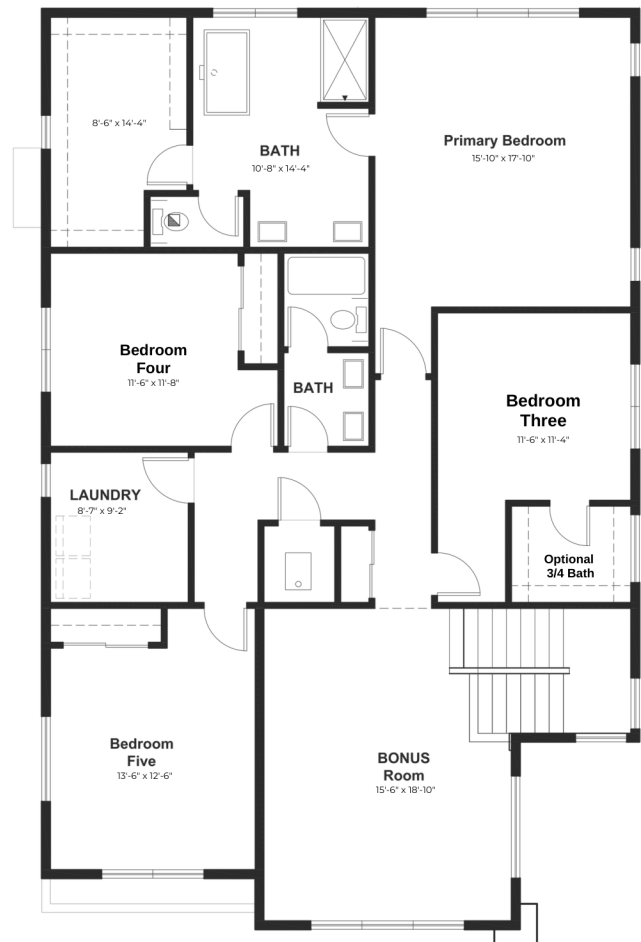 8'-6" x 14'-4"
BATH
10'-8" x 14'-4"
Primary Bedroom
15'-10" x 17'-10"
Bedroom
Four
11'-6" x 11'-8"
BATH
Bedroom
Three
11'-6" x 11'-4"
LAUNDRY
8'-7" x 9'-2"
Optional
3/4 Bath
Bedroom
Five
13'-6" x 12'-6"
BONUS
Room
15'-6" x 18'-10"